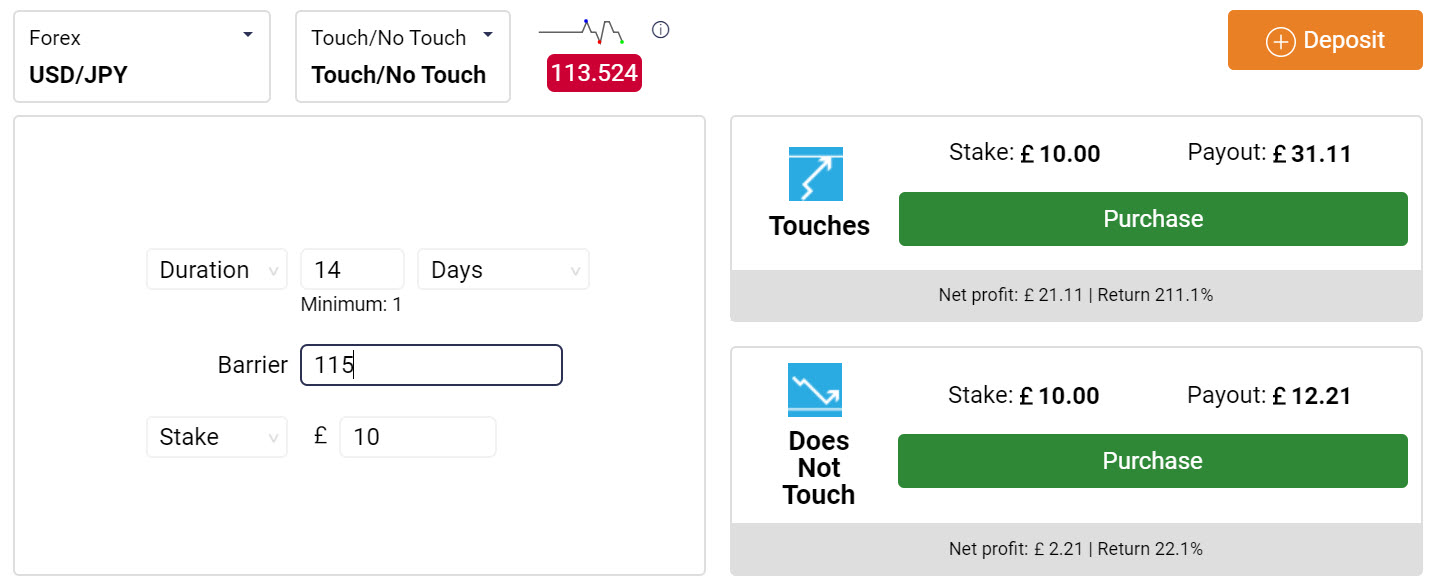 Forex
USD/JPY
Touch/No Touch
Touch/No Touch
113.524
Deposit
Duration 14 Days
Minimum: 1
Barrier 115
Stake £ 10
Touches
Stake: £ 10.00 Payout: £ 31.11
Purchase
Net profit: £ 21.11 | Return 211.1%
Does
Not
Touch
Stake: £ 10.00 Payout: £ 12.21
Purchase
Net profit: £ 2.21 | Return 22.1%